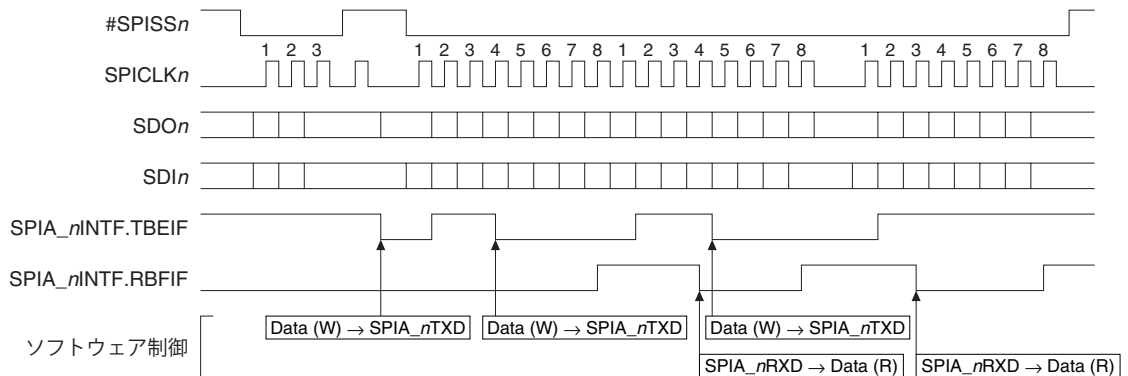 #SPISSn
1 2 3 1 2 3 4 5 6 7 8 1 2 3 4 5 6 7 8 1 2 3 4 5 6 7 8
SPICLKn
SDOn
SDIn
SPIA_nINTF.TBEIF
SPIA_nINTF.RBFIF
Data (W) → SPIA_nTXD Data (W) → SPIA_nTXD Data (W) → SPIA_nTXD
ソフトウェア制御
SPIA_nRXD → Data (R) SPIA_nRXD → Data (R)